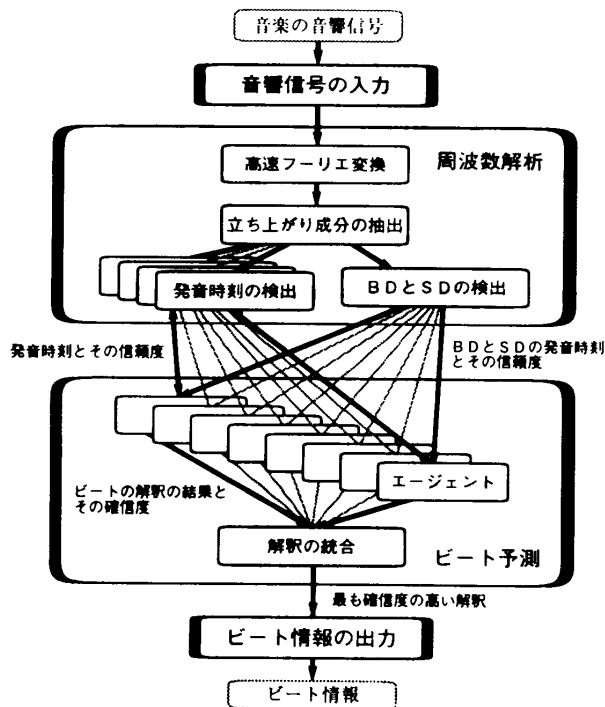 音楽の音響信号
音響信号の入力
周波数解析
高速フーリエ変換
立ち上がり成分の抽出
発音時刻の検出
BDとSDの検出
発音時刻とその信頼度
BDとSDの発音時刻
とその信頼度
エージェント
ビートの解釈の結果と
その確信度
解釈の統合
ビート予測
最も確信度の高い解釈
ビート情報の出力
ビート情報